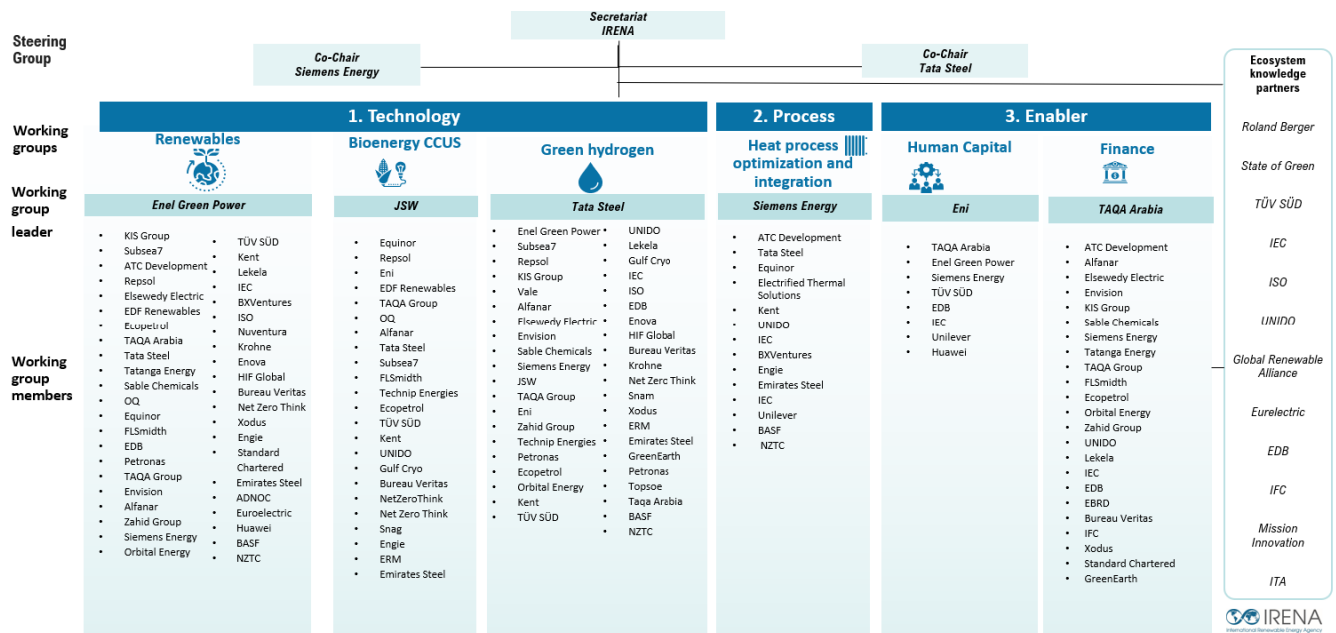 Secretariat
IRENA
Steering
Group
Co-Chair
Siemens Energy
Co-Chair
Tata Steel
Ecosystem
knowledge
partners
Roland Berger
State of Green
TÜV SÜD
IEC
ISO
UNIDO
Global Renewable
Alliance
Eurelectric
EDB
IFC
Mission
Innovation
ITA
Working
groups
1. Technology
2. Process
3. Enabler
Renewables
Bioenergy CCUS
Green hydrogen
Heat process
optimization and
integration
Human Capital
Finance
Working
group
leader
Enel Green Power
JSW
Tata Steel
Siemens Energy
Eni
TAQA Arabia
Working
group
members
• KIS Group
• Subsea7
• ATC Development
• Repsol
• Elsewedy Electric
• EDF Renewables
• Ecopetrol
• TAQA Arabia
• Tata Steel
• Tatanga Energy
• Sable Chemicals
• OQ
• Equinor
• FLSmidth
• EDB
• Petronas
• TAQA Group
• Envision
• Alfanar
• Zahid Group
• Siemens Energy
• Orbital Energy
• TÜV SÜD
• Kent
• Lekela
• IEC
• BXVentures
• ISO
• Nuventura
• Krohne
• Enova
• HIF Global
• Bureau Veritas
• Net Zero Think
• Xodus
• Engie
• Standard
Chartered
• Emirates Steel
• ADNOC
• Euroelectric
• Huawei
• BASF
• NZTC
• Equinor
• Repsol
• Eni
• EDF Renewables
• TAQA Group
• OQ
• Alfanar
• Tata Steel
• Subsea7
• FLSmidth
• Technip Energies
• Ecopetrol
• TÜV SÜD
• Kent
• UNIDO
• Gulf Cryo
• Bureau Veritas
• NetZeroThink
• Net Zero Think
• Snag
• Engie
• ERM
• Emirates Steel
• Enel Green Power
• Subsea7
• Repsol
• KIS Group
• Vale
• Alfanar
• Elsewedy Electric
• Envision
• Sable Chemicals
• Siemens Energy
• JSW
• TAQA Group
• Eni
• Zahid Group
• Technip Energies
• Petronas
• Ecopetrol
• Orbital Energy
• Kent
• TÜV SÜD
• UNIDO
• Lekela
• Gulf Cryo
• IEC
• ISO
• EDB
• Enova
• HIF Global
• Bureau Veritas
• Krohne
• Net Zero Think
• Snam
• Xodus
• ERM
• Emirates Steel
• GreenEarth
• Petronas
• Topsoe
• Taqa Arabia
• BASF
• NZTC
• ATC Development
• Tata Steel
• Equinor
• Electrified Thermal
Solutions
• Kent
• UNIDO
• IEC
• BXVentures
• Engie
• Emirates Steel
• IEC
• Unilever
• BASF
• NZTC
• TAQA Arabia
• Enel Green Power
• Siemens Energy
• TÜV SÜD
• EDB
• IEC
• Unilever
• Huawei
• ATC Development
• Alfanar
• Elsewedy Electric
• Envision
• KIS Group
• Sable Chemicals
• Siemens Energy
• Tatanga Energy
• TAQA Group
• FLSmidth
• Ecopetrol
• Orbital Energy
• Zahid Group
• UNIDO
• Lekela
• IEC
• EDB
• EBRD
• Bureau Veritas
• IFC
• Xodus
• Standard Chartered
• GreenEarth
IRENA
International Renewable Energy Agency